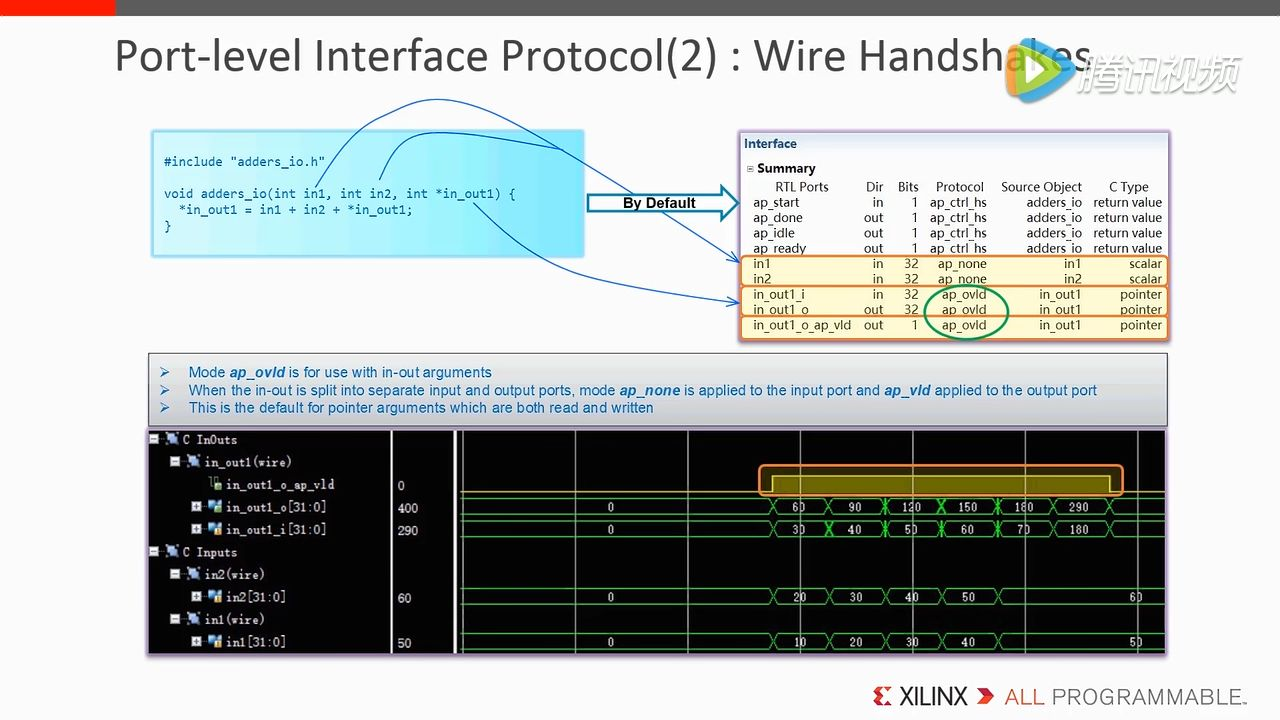 Port-level Interface Protocol(2) : Wire Handshakes
腾讯视频
#include "adders_io.h"
void adders_io(int in1, int in2, int *in_out1) {
*in_out1 = in1 + in2 + *in_out1;
}
By Default
Interface
Summary
RTL Ports Dir Bits Protocol Source Object C Type
ap_start in 1 ap_ctrl_hs adders_io return value
ap_done out 1 ap_ctrl_hs adders_io return value
ap_idle out 1 ap_ctrl_hs adders_io return value
ap_ready out 1 ap_ctrl_hs adders_io return value
in1 in 32 ap_none in1 scalar
in2 in 32 ap_none in2 scalar
in_out1_i in 32 ap_ovld in_out1 pointer
in_out1_o out 32 ap_ovld in_out1 pointer
in_out1_o_ap_vld out 1 ap_ovld in_out1 pointer
Mode ap_ovld is for use with in-out arguments
When the in-out is split into separate input and output ports, mode ap_none is applied to the input port and ap_vld applied to the output port
This is the default for pointer arguments which are both read and written
C InOuts
in_out1(wire)
in_out1_o_ap_vld 0
in_out1_o[31:0] 400 0 60 90 120 150 180 290
in_out1_i[31:0] 290 0 30 40 50 60 70 180
C Inputs
in2(wire)
in2[31:0] 60 0 20 30 40 50 60
in1(wire)
in1[31:0] 50 0 10 20 30 40 50
XILINX ALL PROGRAMMABLE™